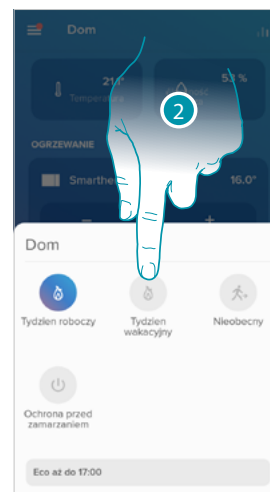 Dom
21
Temperatura
2
53 %
OGRZEWANIE
16.0°
Dom
Tydzień roboczy
Tydzień
wakacyjny
Nieobecny
Ochrona przed
zamarzaniem
Eco aż do 17:00